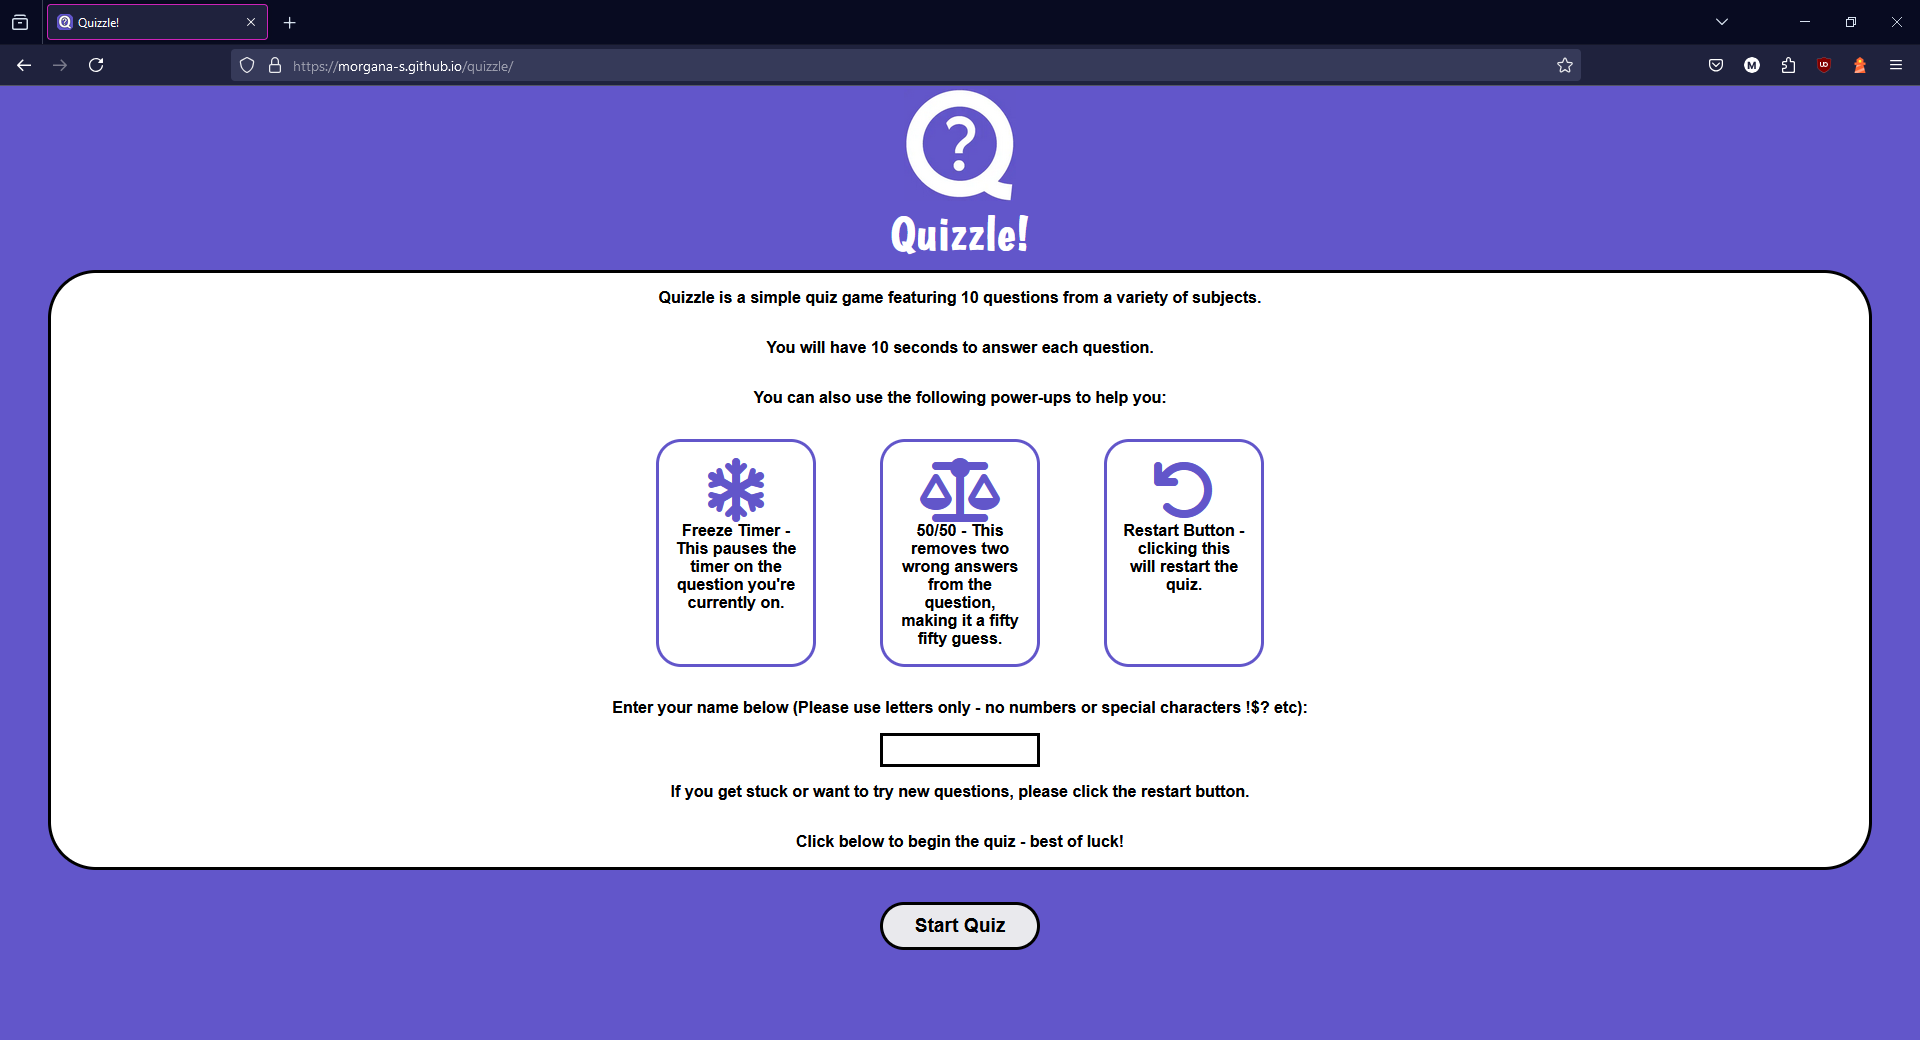 Quizzle!
https://morgana-s.github.io/quizzle/
?
Quizzle!
Quizzle is a simple quiz game featuring 10 questions from a variety of subjects.
You will have 10 seconds to answer each question.
You can also use the following power-ups to help you:
Freeze Timer -
This pauses the
timer on the
question you're
currently on.
50/50 - This
removes two
wrong answers
from the
question,
making it a fifty
fifty guess.
Restart Button -
clicking this
will restart the
quiz.
Enter your name below (Please use letters only - no numbers or special characters !$? etc):
If you get stuck or want to try new questions, please click the restart button.
Click below to begin the quiz - best of luck!
Start Quiz